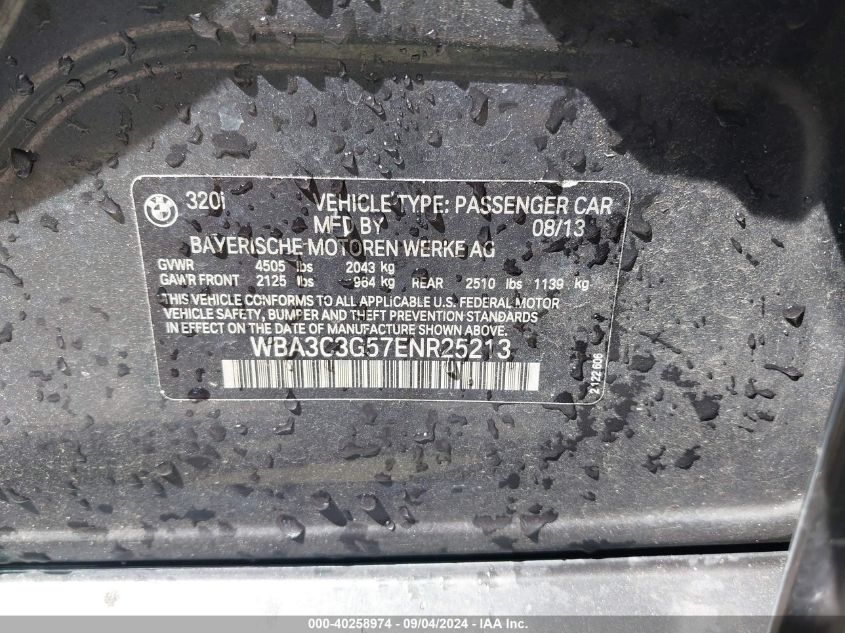 320i VEHICLE TYPE: PASSENGER CAR
MFD BY 08/13
BAYERISCHE MOTOREN WERKE AG
GVWR 4505 lbs 2043 kg
GAWR FRONT 2125 lbs 964 kg REAR 2510 lbs 1139 kg
THIS VEHICLE CONFORMS TO ALL APPLICABLE U.S. FEDERAL MOTOR
VEHICLE SAFETY, BUMPER AND THEFT PREVENTION STANDARDS
IN EFFECT ON THE DATE OF MANUFACTURE SHOWN ABOVE.
WBA3C3G57ENR25213
2122606
000-40258974 - 09/04/2024 - IAA Inc.